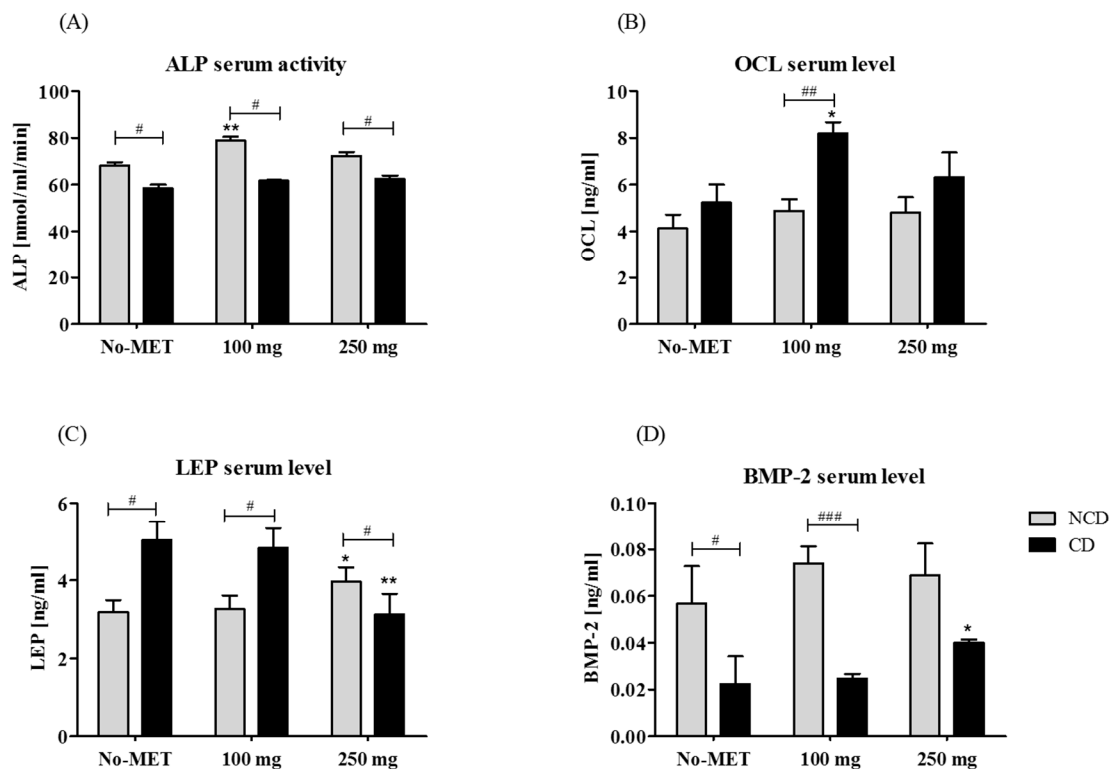 (A)
ALP serum activity
ALP [nmol/ml/min]
100
80
60
40
20
0
#
**
#
#
No-MET 100 mg 250 mg
(B)
OCL serum level
OCL [ng/ml]
10
8
6
4
2
0
##
*
No-MET 100 mg 250 mg
(C)
LEP serum level
LEP [ng/ml]
6
4
2
0
#
#
#
*
**
No-MET 100 mg 250 mg
(D)
BMP-2 serum level
BMP-2 [ng/ml]
0.10
0.08
0.06
0.04
0.02
0.00
#
###
*
No-MET 100 mg 250 mg
NCD
CD